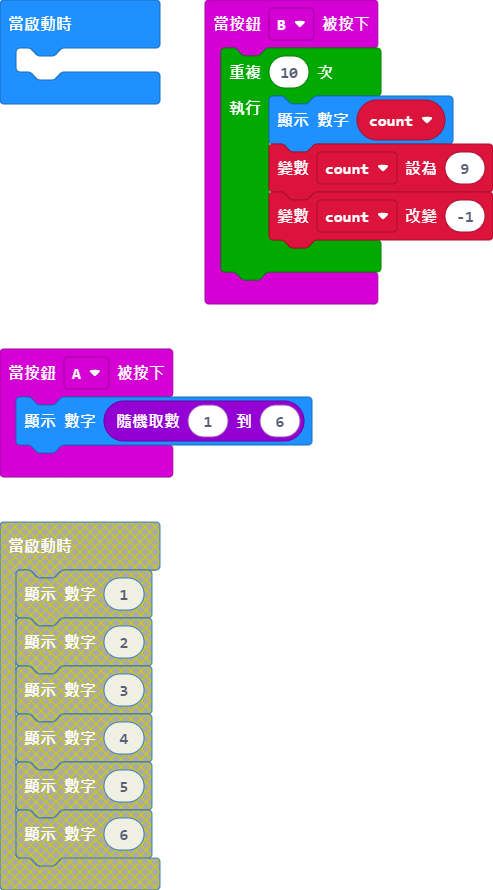 當啟動時
當按鈕 B 被按下
重複 10 次
執行
顯示 數字 count
變數 count 設為 9
變數 count 改變 -1
當按鈕 A 被按下
顯示 數字 隨機取數 1 到 6
當啟動時
顯示 數字 1
顯示 數字 2
顯示 數字 3
顯示 數字 4
顯示 數字 5
顯示 數字 6